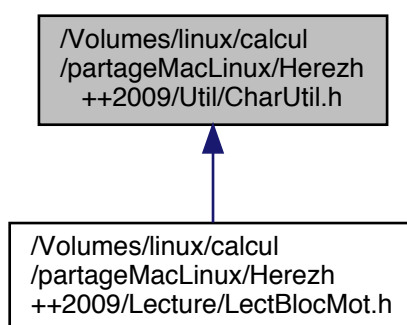 /Volumes/linux/calcul
/partageMacLinux/Herezh
++2009/Util/CharUtil.h
/Volumes/linux/calcul
/partageMacLinux/Herezh
++2009/Lecture/LectBlocMot.h